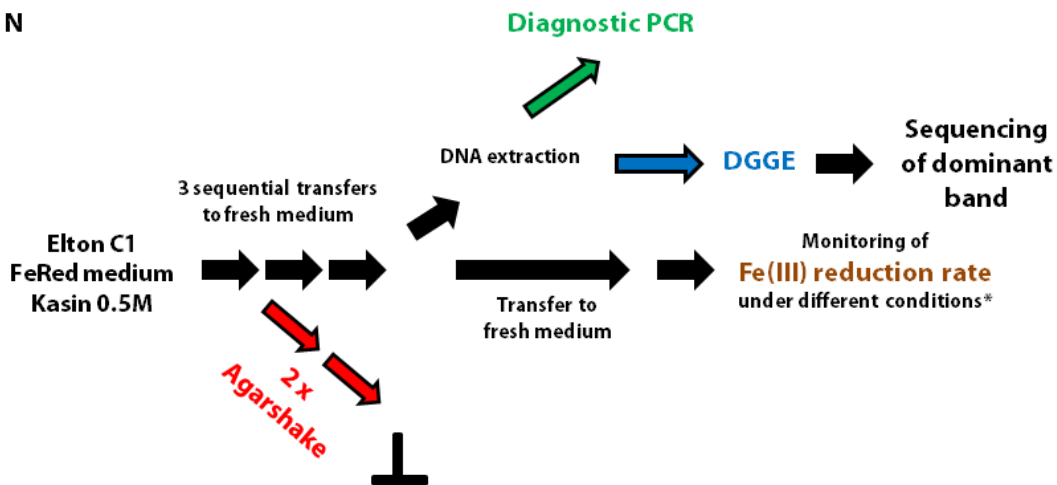 N
Diagnostic PCR
DNA extraction
DGGE
Sequencing
of dominant
band
3 sequential transfers
to fresh medium
Elton C1
FeRed medium
Kasin 0.5M
Transfer to
fresh medium
Monitoring of
Fe(III) reduction rate
under different conditions*
2 x
Agarshake